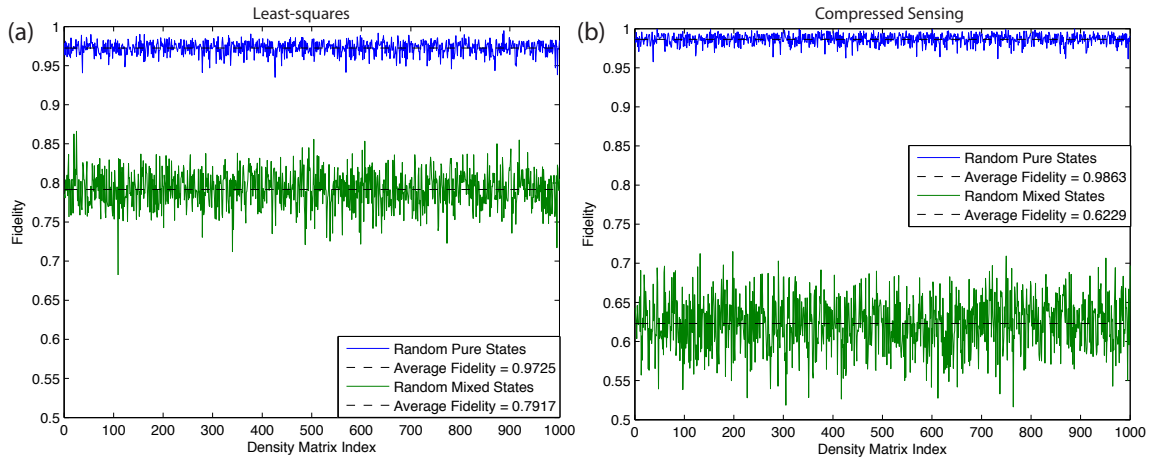 Least-squares
(a)
1
0.95
0.9
0.85
0.8
0.75
0.7
0.65
0.6
0.55
0.5
Fidelity
0 100 200 300 400 500 600 700 800 900 1000
Density Matrix Index
Random Pure States
Average Fidelity = 0.9725
Random Mixed States
Average Fidelity = 0.7917
Compressed Sensing
(b)
1
0.95
0.9
0.85
0.8
0.75
0.7
0.65
0.6
0.55
0.5
Fidelity
0 100 200 300 400 500 600 700 800 900 1000
Density Matrix Index
Random Pure States
Average Fidelity = 0.9863
Random Mixed States
Average Fidelity = 0.6229